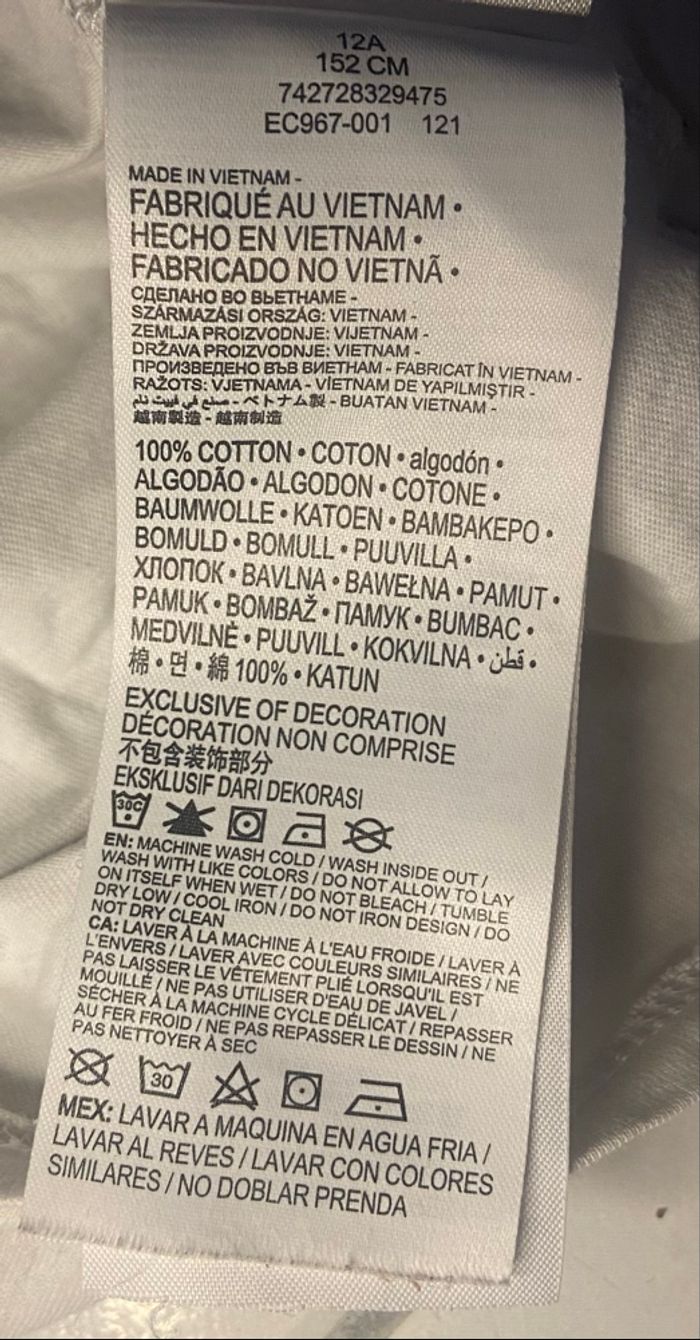 12A
152 CM
742728329475
EC967-001 121
MADE IN VIETNAM -
FABRIQUÉ AU VIETNAM •
HECHO EN VIETNAM •
FABRICADO NO VIETNÃ •
СДЕЛАНО ВО ВЬЕТНАМЕ -
SZÁRMAZÁSI ORSZÁG: VIETNAM -
ZEMLJA PROIZVODNJE: VIJETNAM -
DRŽAVA PROIZVODNJE: VIETNAM -
ПРОИЗВЕДЕНО ВЪВ ВИЕТНАМ - FABRICAT ÎN VIETNAM -
RAŽOTS: VJETNAMA - VİETNAM DE YAPILMIŞTIR -
صنع في فييت نام - ベトナム製 - BUATAN VIETNAM -
越南製造 - 越南制造
100% COTTON • COTON • algodón •
ALGODÃO • ALGODON • COTONE •
BAUMWOLLE • KATOEN • ΒΑΜΒΑΚΕΡΟ •
BOMULD • BOMULL • PUUVILLA •
ХЛОПОК • BAVLNA • BAWEŁNA • PAMUT •
PAMUK • BOMBAŽ • ПАМУК • BUMBAC •
MEDVILNĖ • PUUVILL • KOKVILNA • قطن •
棉 • 면 • 綿 100% • KATUN
EXCLUSIVE OF DECORATION
DÉCORATION NON COMPRISE
不包含装饰部分
EKSKLUSIF DARI DEKORASI
30C
EN: MACHINE WASH COLD / WASH INSIDE OUT /
WASH WITH LIKE COLORS / DO NOT ALLOW TO LAY
ON ITSELF WHEN WET / DO NOT BLEACH / TUMBLE
DRY LOW / COOL IRON / DO NOT IRON DESIGN / DO
NOT DRY CLEAN
CA: LAVER À LA MACHINE À L'EAU FROIDE / LAVER À
L'ENVERS / LAVER AVEC COULEURS SIMILAIRES / NE
PAS LAISSER LE VÊTEMENT PLIÉ LORSQU'IL EST
MOUILLÉ / NE PAS UTILISER D'EAU DE JAVEL /
SÉCHER À LA MACHINE CYCLE DÉLICAT / REPASSER
AU FER FROID / NE PAS REPASSER LE DESSIN / NE
PAS NETTOYER À SEC
30
MEX: LAVAR A MAQUINA EN AGUA FRIA /
LAVAR AL REVES / LAVAR CON COLORES
SIMILARES / NO DOBLAR PRENDA